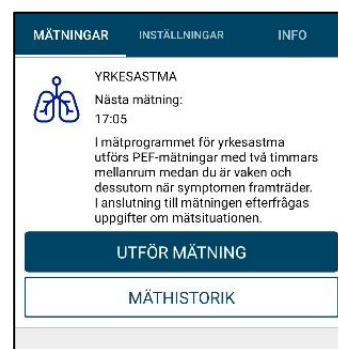 MÄTNINGAR INSTÄLLNINGAR INFO
YRKESASTMA
Nästa mätning:
17:05
I mätprogrammet för yrkesastma
utförs PEF-mätningar med två timmars
mellanrum medan du är vaken och
dessutom när symptomen framträder.
I anslutning till mätningen efterfrågas
uppgifter om mätsituationen.
UTFÖR MÄTNING
MÄTHISTORIK